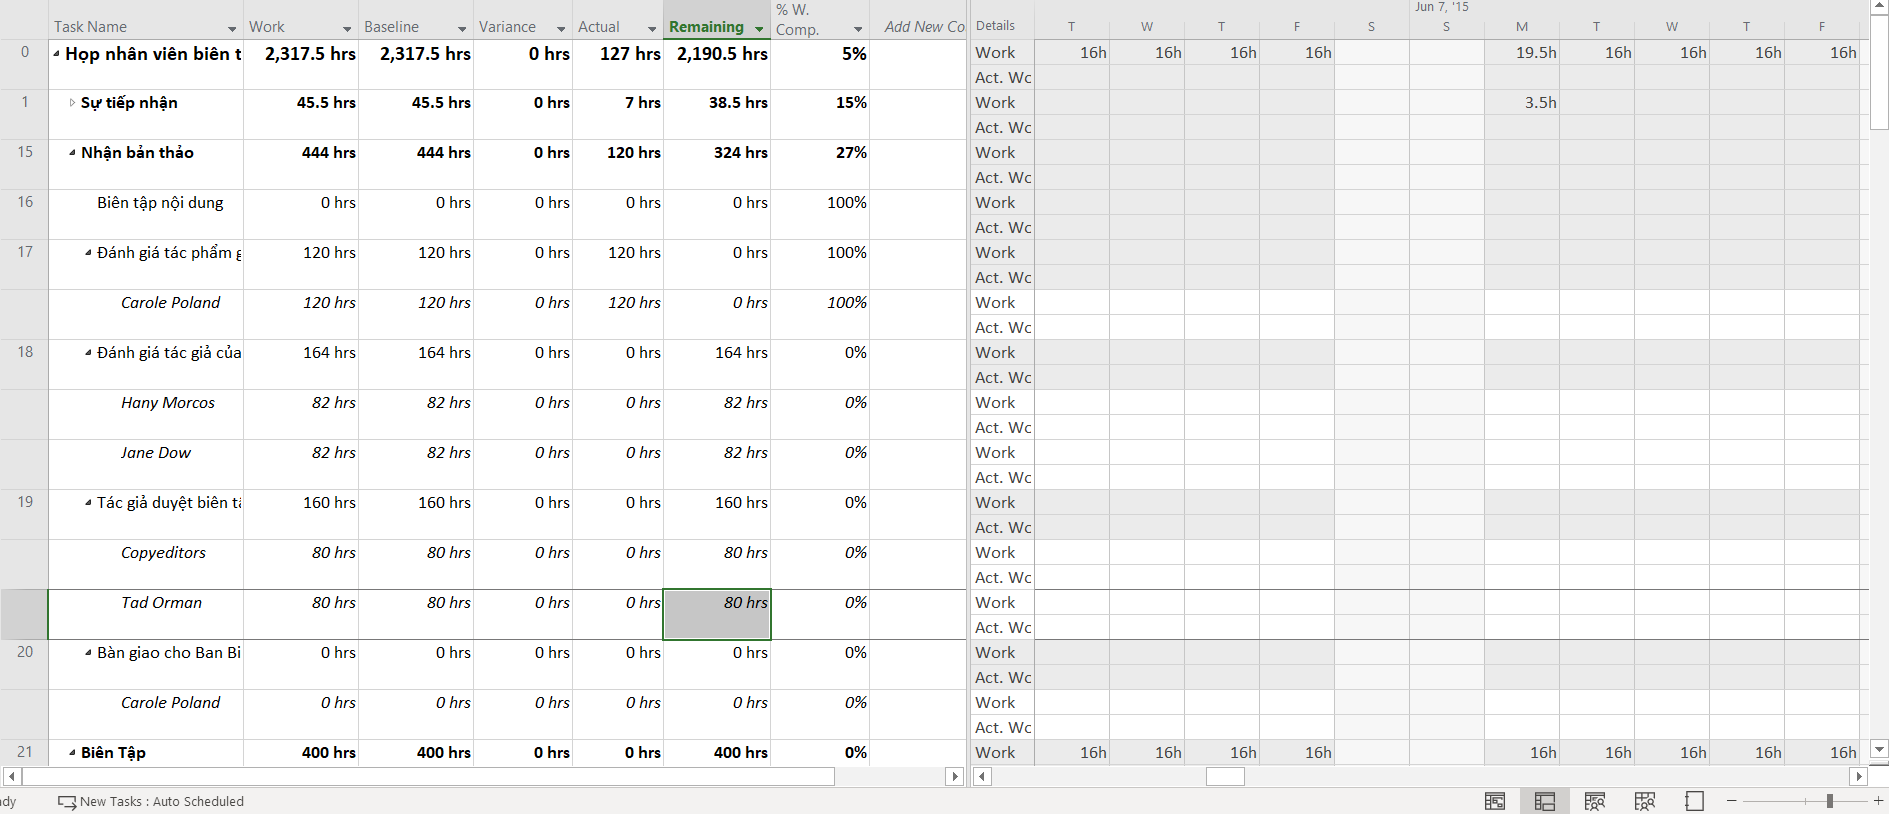 Jun 7, '15
Task Name Work Baseline Variance Actual Remaining % W. Comp. Add New Co Details T W T F S S M T W T F
0 Họp nhân viên biên t 2,317.5 hrs 2,317.5 hrs 0 hrs 127 hrs 2,190.5 hrs 5% Work 16h 16h 16h 16h 19.5h 16h 16h 16h 16h
Act. Wc
1 Sự tiếp nhận 45.5 hrs 45.5 hrs 0 hrs 7 hrs 38.5 hrs 15% Work 3.5h
Act. Wc
15 Nhận bản thảo 444 hrs 444 hrs 0 hrs 120 hrs 324 hrs 27% Work
Act. Wc
16 Biên tập nội dung 0 hrs 0 hrs 0 hrs 0 hrs 0 hrs 100% Work
Act. Wc
17 Đánh giá tác phẩm g 120 hrs 120 hrs 0 hrs 120 hrs 0 hrs 100% Work
Act. Wc
Carole Poland 120 hrs 120 hrs 0 hrs 120 hrs 0 hrs 100% Work
Act. Wc
18 Đánh giá tác giả của 164 hrs 164 hrs 0 hrs 0 hrs 164 hrs 0% Work
Act. Wc
Hany Morcos 82 hrs 82 hrs 0 hrs 0 hrs 82 hrs 0% Work
Act. Wc
Jane Dow 82 hrs 82 hrs 0 hrs 0 hrs 82 hrs 0% Work
Act. Wc
19 Tác giả duyệt biên tậ 160 hrs 160 hrs 0 hrs 0 hrs 160 hrs 0% Work
Act. Wc
Copyeditors 80 hrs 80 hrs 0 hrs 0 hrs 80 hrs 0% Work
Act. Wc
Tad Orman 80 hrs 80 hrs 0 hrs 0 hrs 80 hrs 0% Work
Act. Wc
20 Bàn giao cho Ban Bi 0 hrs 0 hrs 0 hrs 0 hrs 0 hrs 0% Work
Act. Wc
Carole Poland 0 hrs 0 hrs 0 hrs 0 hrs 0 hrs 0% Work
Act. Wc
21 Biên Tập 400 hrs 400 hrs 0 hrs 0 hrs 400 hrs 0% Work 16h 16h 16h 16h 16h 16h 16h 16h 16h
dy New Tasks : Auto Scheduled